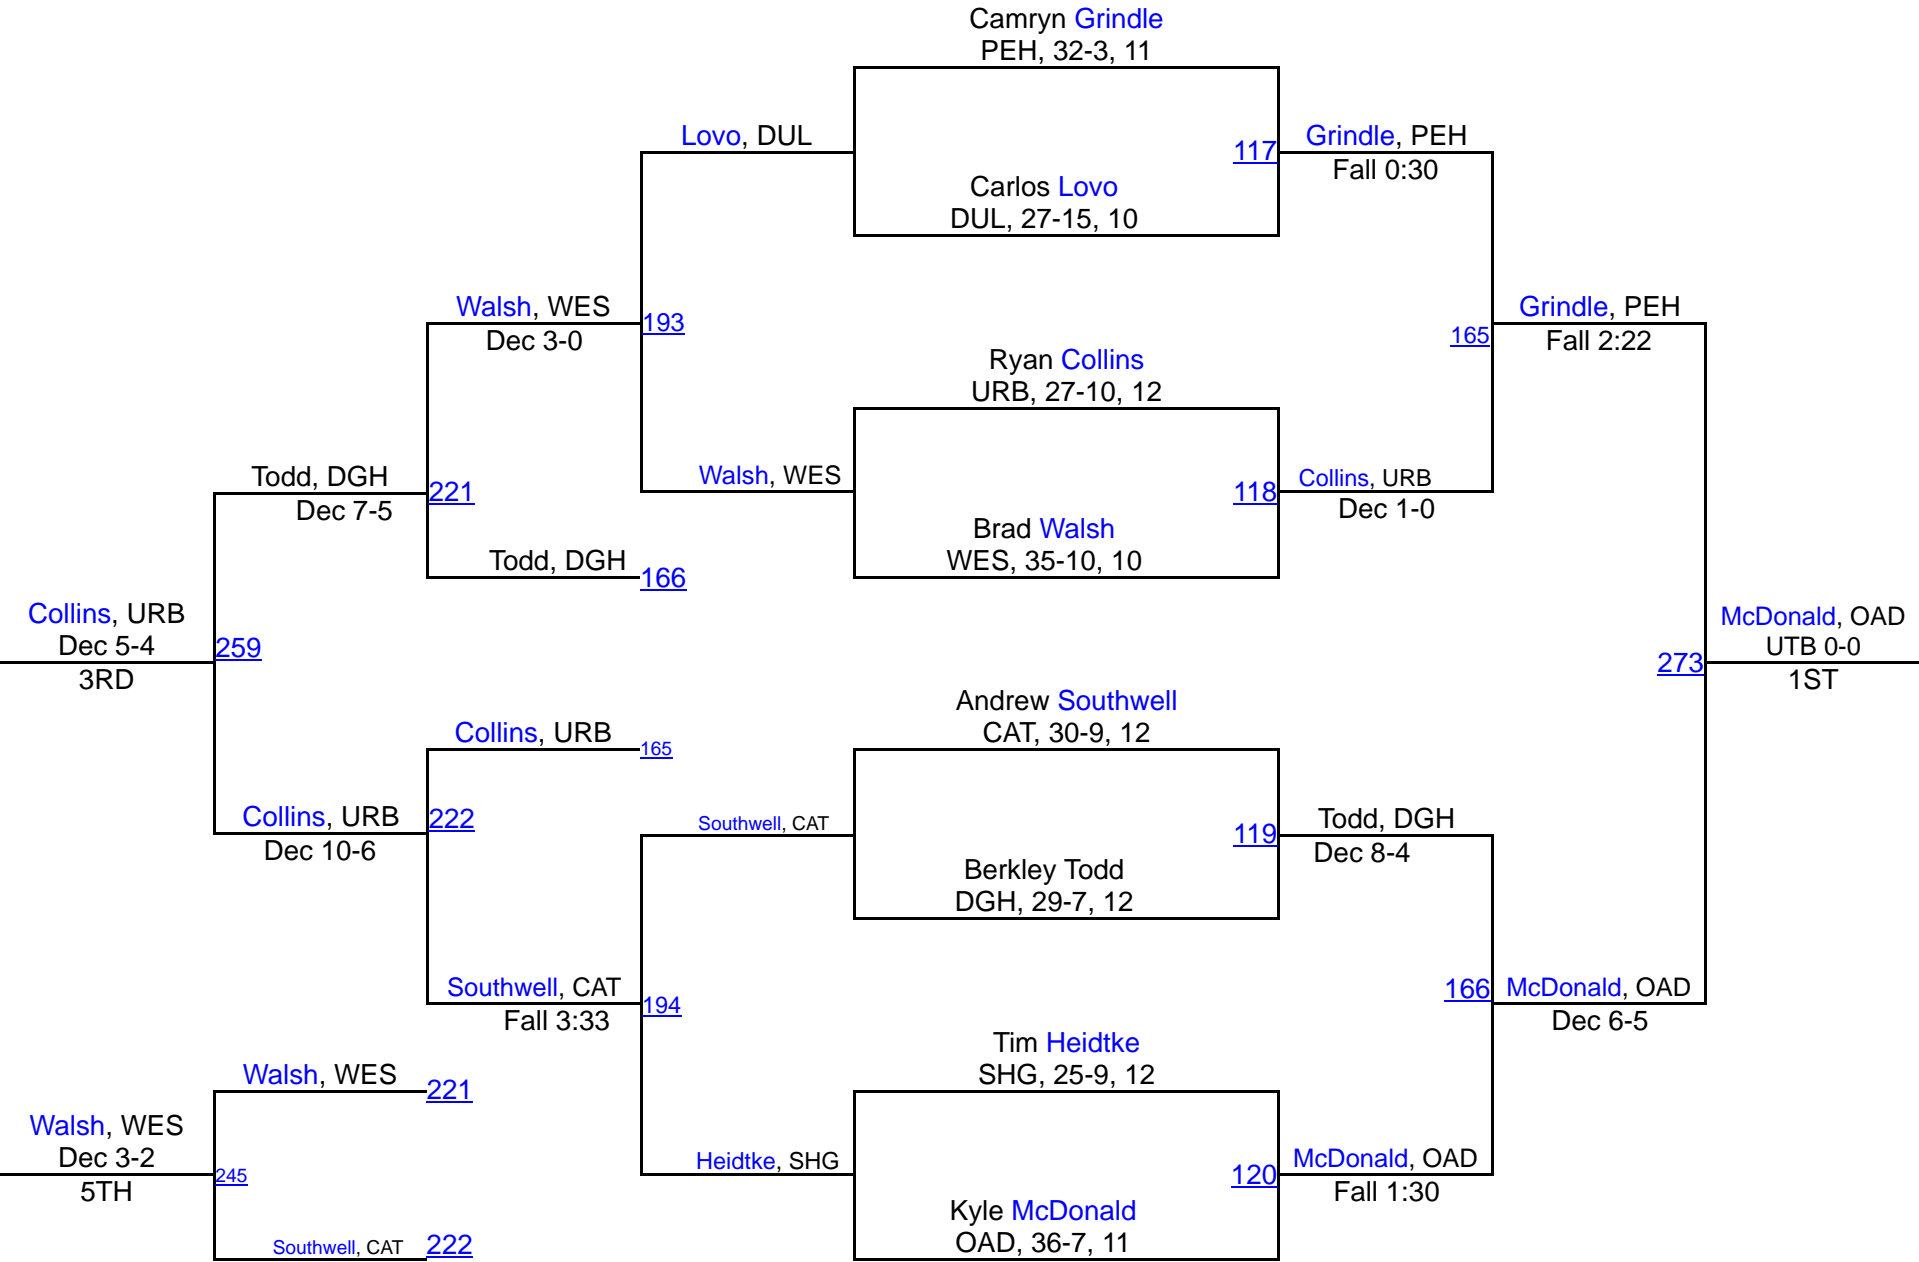 Camryn Grindle
PEH, 32-3, 11
Lovo, DUL
117
Grindle, PEH
Fall 0:30
Carlos Lovo
DUL, 27-15, 10
Walsh, WES
Dec 3-0
193
Grindle, PEH
165
Fall 2:22
Ryan Collins
URB, 27-10, 12
Todd, DGH
Dec 7-5
221
Walsh, WES
118
Collins, URB
Dec 1-0
Brad Walsh
WES, 35-10, 10
Todd, DGH
166
Collins, URB
Dec 5-4
3RD
259
McDonald, OAD
UTB 0-0
1ST
273
Andrew Southwell
CAT, 30-9, 12
Collins, URB
165
Collins, URB
Dec 10-6
222
Southwell, CAT
119
Todd, DGH
Dec 8-4
Berkley Todd
DGH, 29-7, 12
Southwell, CAT
Fall 3:33
194
166
McDonald, OAD
Dec 6-5
Tim Heidtke
SHG, 25-9, 12
Walsh, WES
221
Walsh, WES
Dec 3-2
5TH
245
Heidtke, SHG
120
McDonald, OAD
Fall 1:30
Kyle McDonald
OAD, 36-7, 11
Southwell, CAT
222